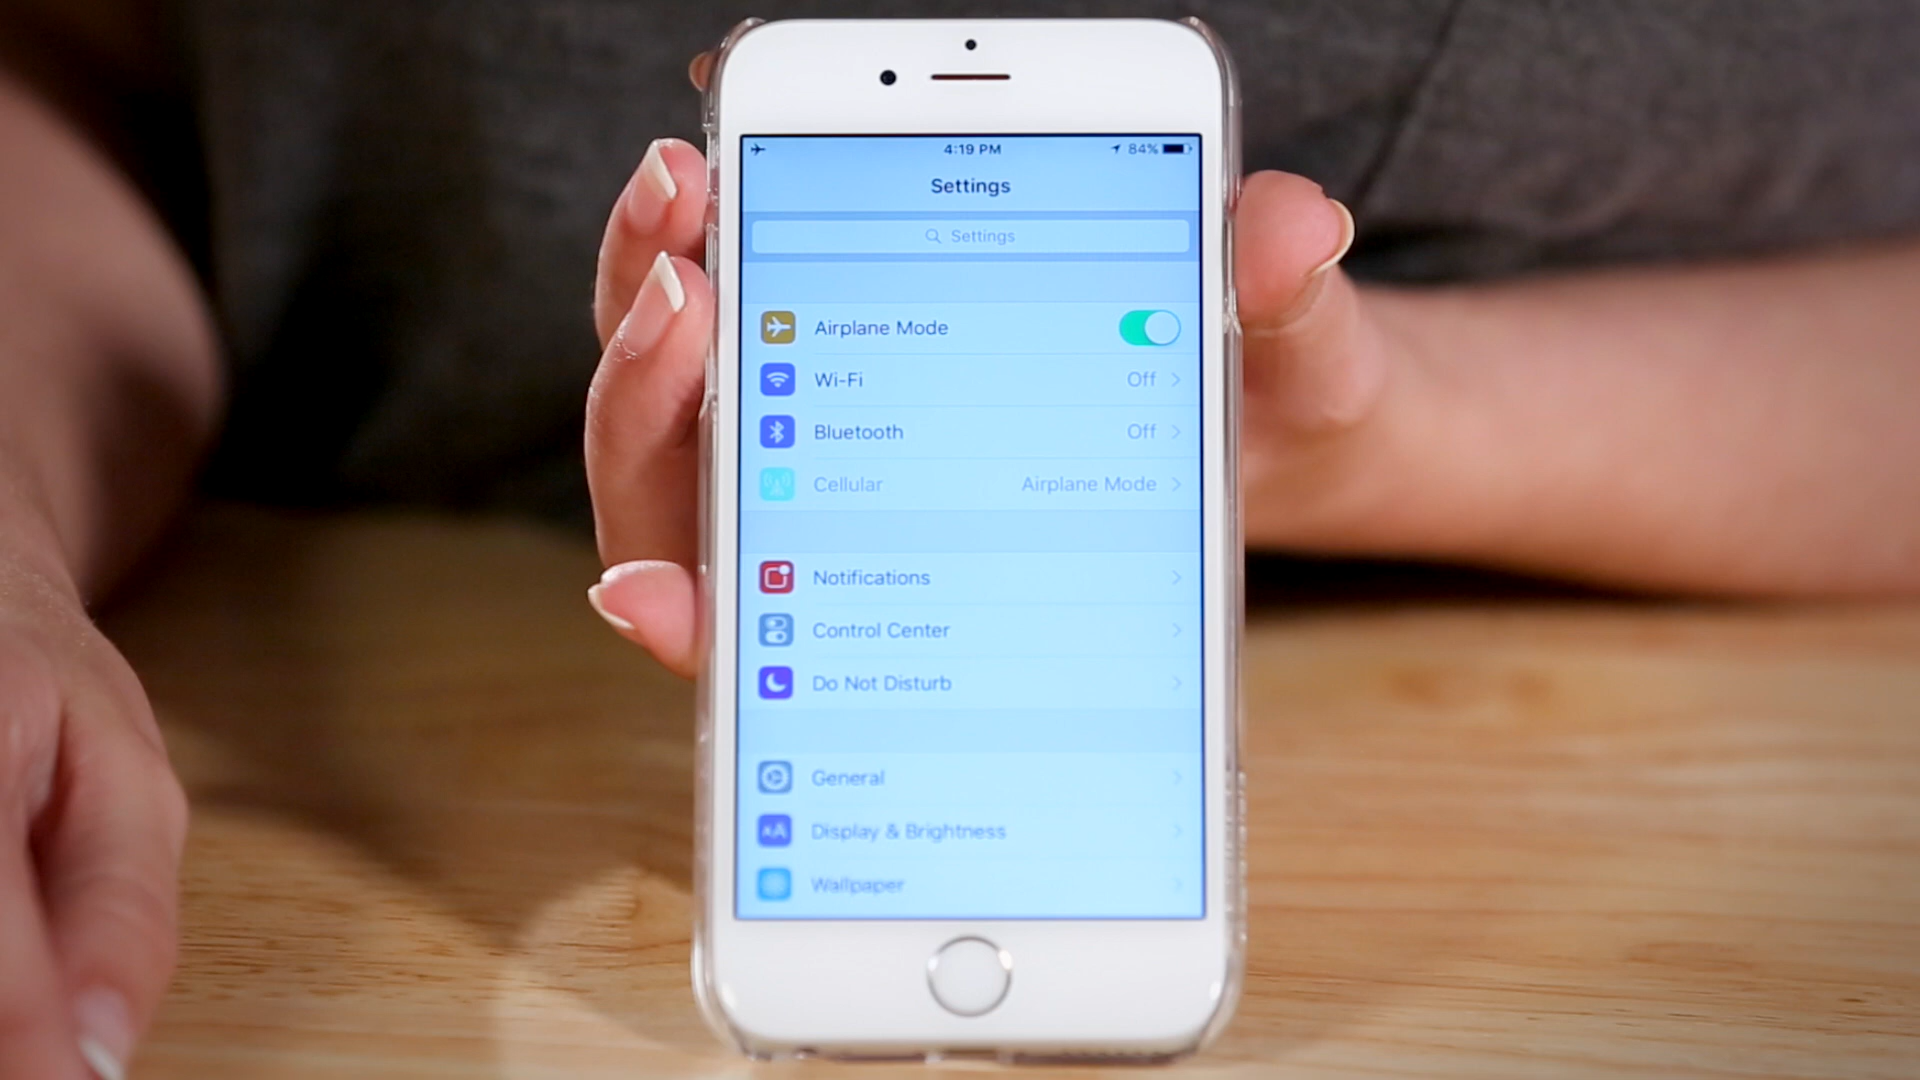 4:19 PM 84%
Settings
Settings
Airplane Mode
Wi-Fi Off
Bluetooth Off
Cellular Airplane Mode
Notifications
Control Center
Do Not Disturb
General
AA Display & Brightness
Wallpaper